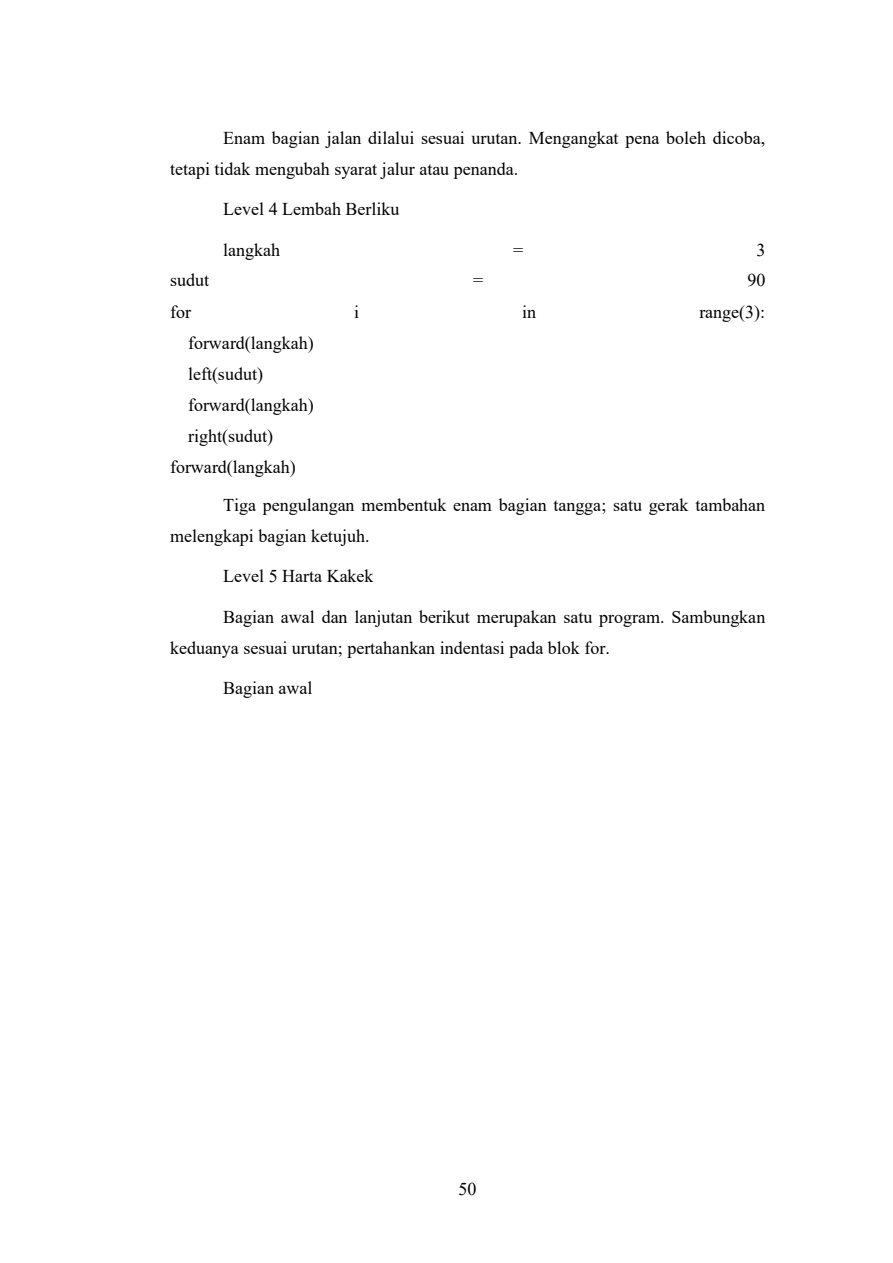 Enam bagian jalan dilalui sesuai urutan. Mengangkat pena boleh dicoba,
tetapi tidak mengubah syarat jalur atau penanda.
Level 4 Lembah Berliku
langkah = 3
sudut = 90
for i in range(3):
forward(langkah)
left(sudut)
forward(langkah)
right(sudut)
forward(langkah)
Tiga pengulangan membentuk enam bagian tangga; satu gerak tambahan
melengkapi bagian ketujuh.
Level 5 Harta Kakek
Bagian awal dan lanjutan berikut merupakan satu program. Sambungkan
keduanya sesuai urutan; pertahankan indentasi pada blok for.
Bagian awal
50